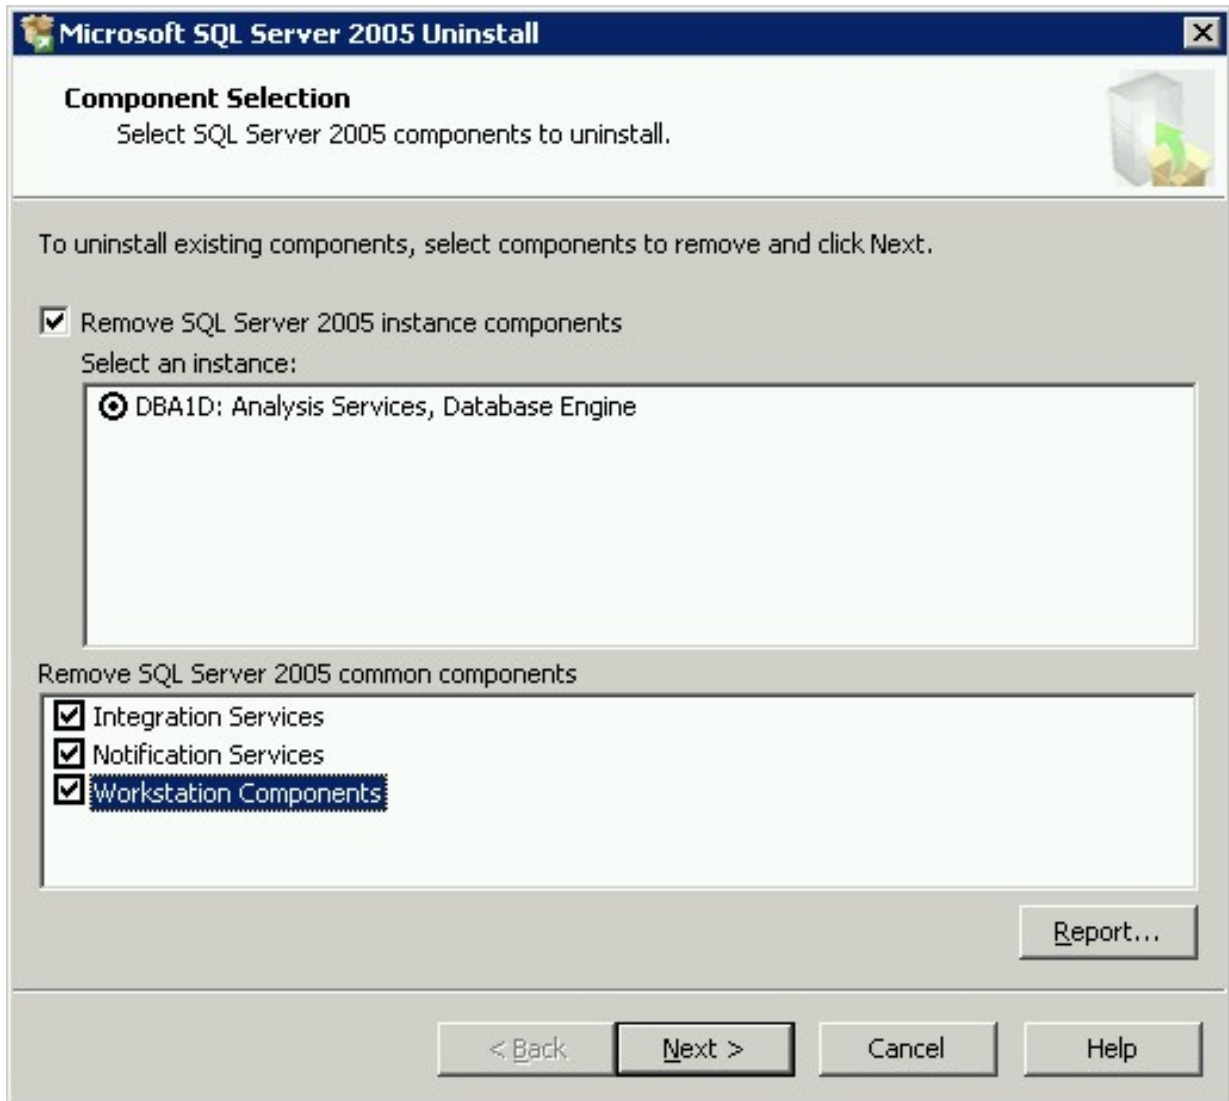 Microsoft SQL Server 2005 Uninstall
Component Selection
Select SQL Server 2005 components to uninstall.
To uninstall existing components, select components to remove and click Next.
Remove SQL Server 2005 instance components
Select an instance:
DBA1D: Analysis Services, Database Engine
Remove SQL Server 2005 common components
Integration Services
Notification Services
Workstation Components
Report...
< Back Next > Cancel Help